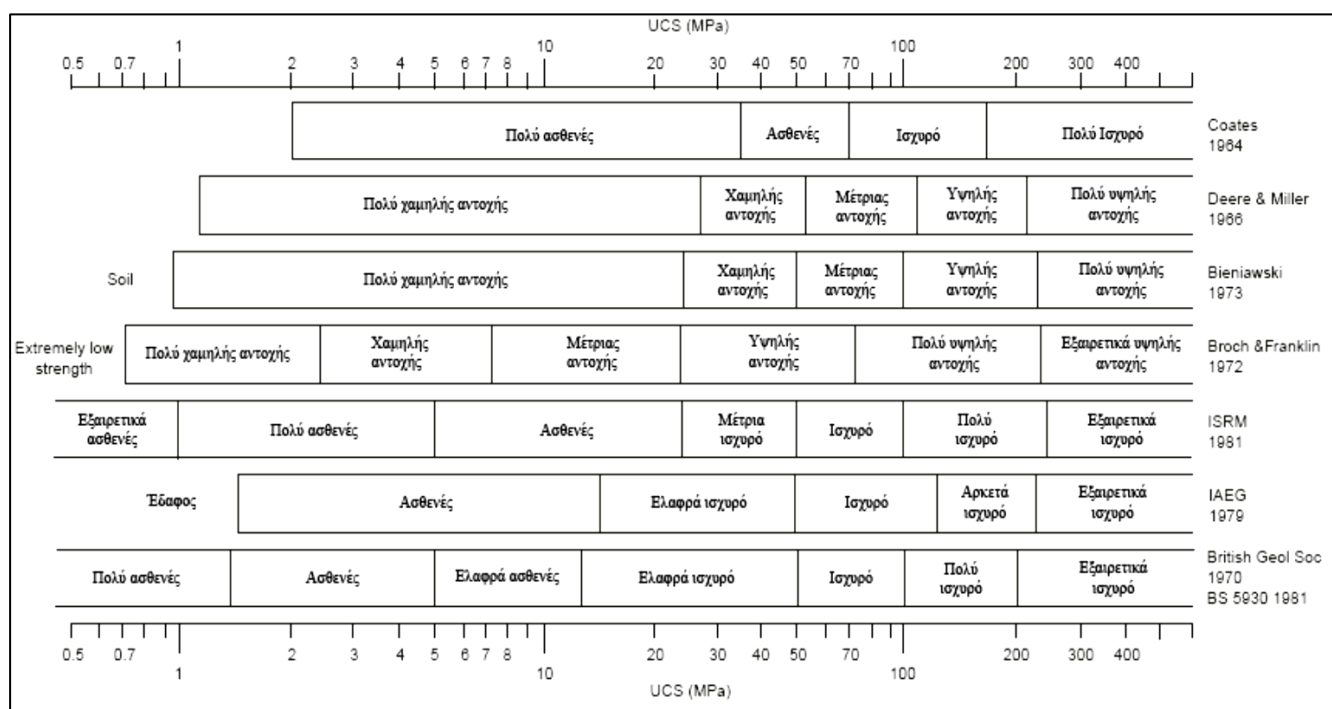 UCS (MPa)
1 10 100
0.5 0.7 2 3 4 5 6 7 8 20 30 40 50 70 200 300 400
Πολύ ασθενές Ασθενές Ισχυρό Πολύ Ισχυρό
Coates
1964
Πολύ χαμηλής αντοχής
Χαμηλής
αντοχής
Μέτριας
αντοχής
Υψηλής
αντοχής
Πολύ υψηλής
αντοχής
Deere & Miller
1966
Soil
Πολύ χαμηλής αντοχής
Χαμηλής
αντοχής
Μέτριας
αντοχής
Υψηλής
αντοχής
Πολύ υψηλής
αντοχής
Bieniawski
1973
Extremely low
strength
Πολύ χαμηλής αντοχής
Χαμηλής
αντοχής
Μέτριας
αντοχής
Υψηλής
αντοχής
Πολύ υψηλής
αντοχής
Εξαιρετικά υψηλής
αντοχής
Broch &Franklin
1972
Εξαιρετικά
ασθενές
Πολύ ασθενές
Ασθενές
Μέτρια
ισχυρό
Ισχυρό
Πολύ
ισχυρό
Εξαιρετικά
ισχυρό
ISRM
1981
Έδαφος
Ασθενές
Ελαφρά ισχυρό
Ισχυρό
Αρκετά
ισχυρό
Εξαιρετικά
ισχυρό
IAEG
1979
Πολύ ασθενές
Ασθενές
Ελαφρά ασθενές
Ελαφρά ισχυρό
Ισχυρό
Πολύ
ισχυρό
Εξαιρετικά
ισχυρό
British Geol Soc
1970
BS 5930 1981
0.5 0.7 2 3 4 5 6 7 8 20 30 40 50 70 200 300 400
1 10 100
UCS (MPa)